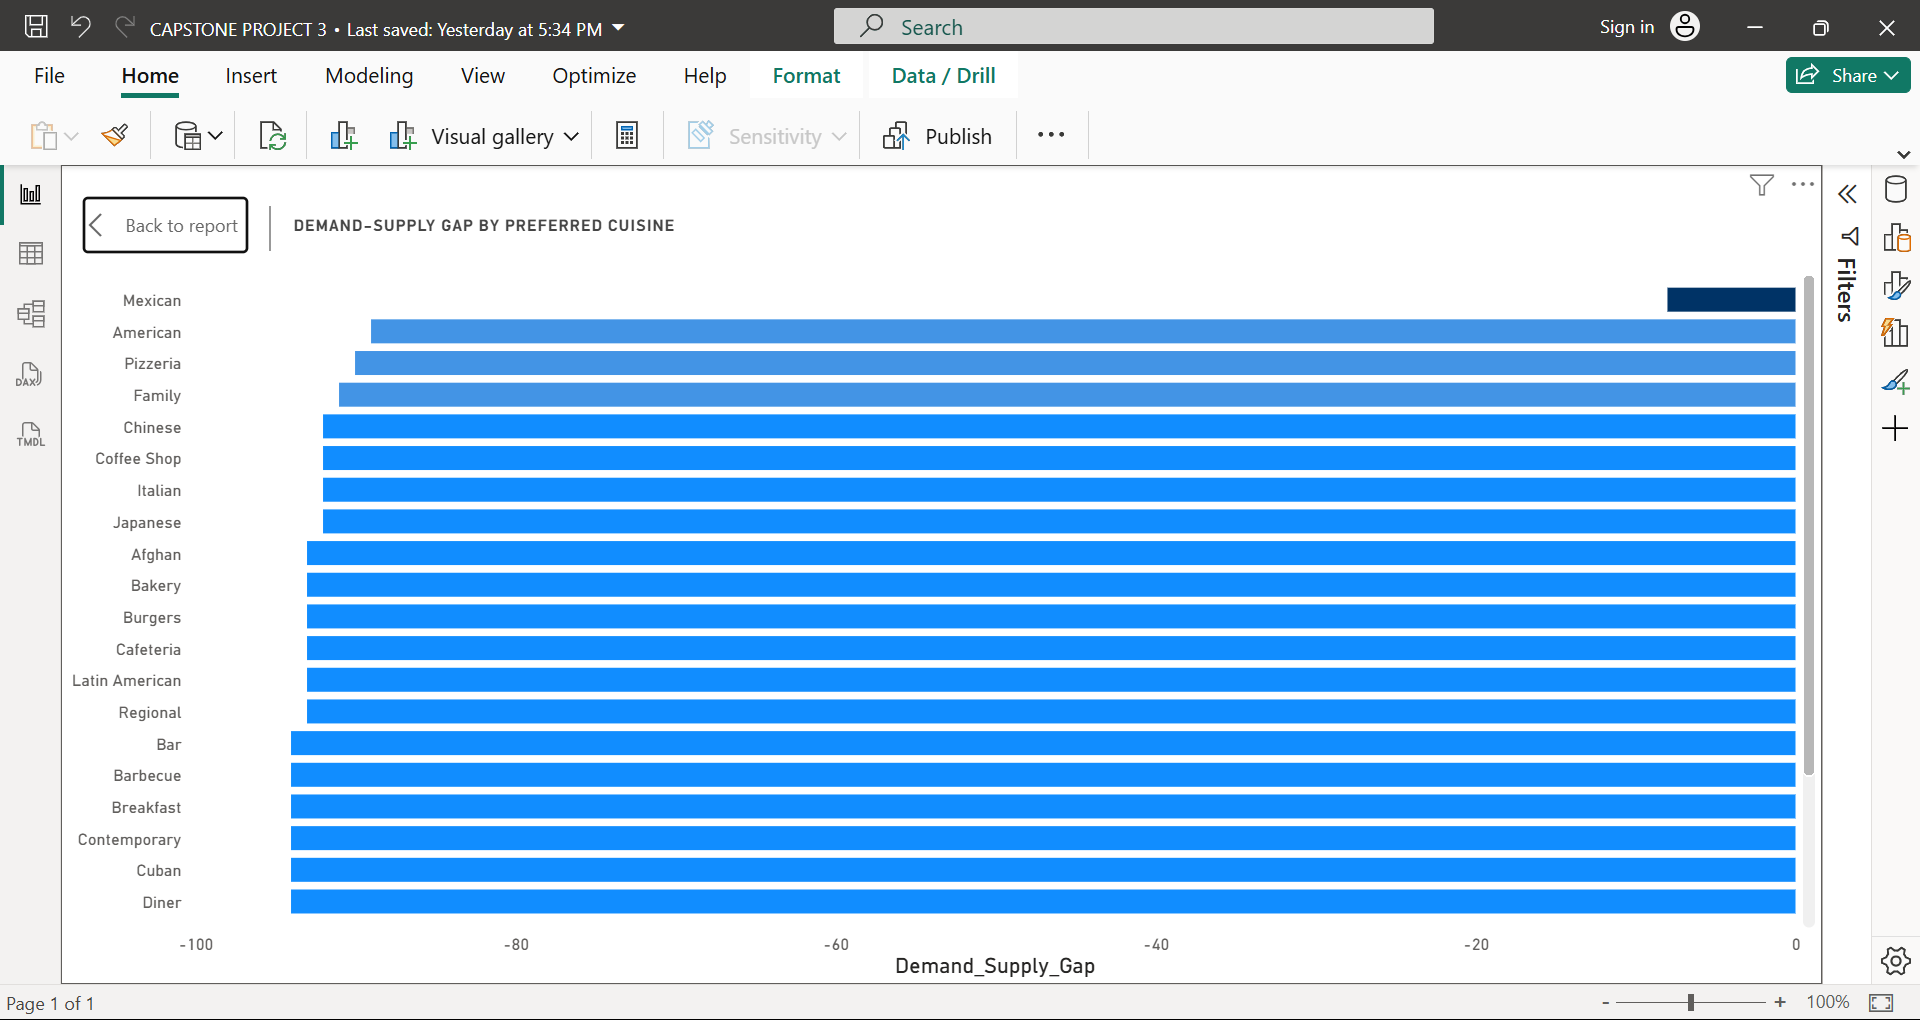 CAPSTONE PROJECT 3 • Last saved: Yesterday at 5:34 PM
Search
Sign in
File Home Insert Modeling View Optimize Help Format Data / Drill
Share
Visual gallery
Sensitivity
Publish
Back to report
DEMAND-SUPPLY GAP BY PREFERRED CUISINE
Filters
DAX
TMDL
Mexican
American
Pizzeria
Family
Chinese
Coffee Shop
Italian
Japanese
Afghan
Bakery
Burgers
Cafeteria
Latin American
Regional
Bar
Barbecue
Breakfast
Contemporary
Cuban
Diner
-100 -80 -60 -40 -20 0
Demand_Supply_Gap
Page 1 of 1
- + 100%